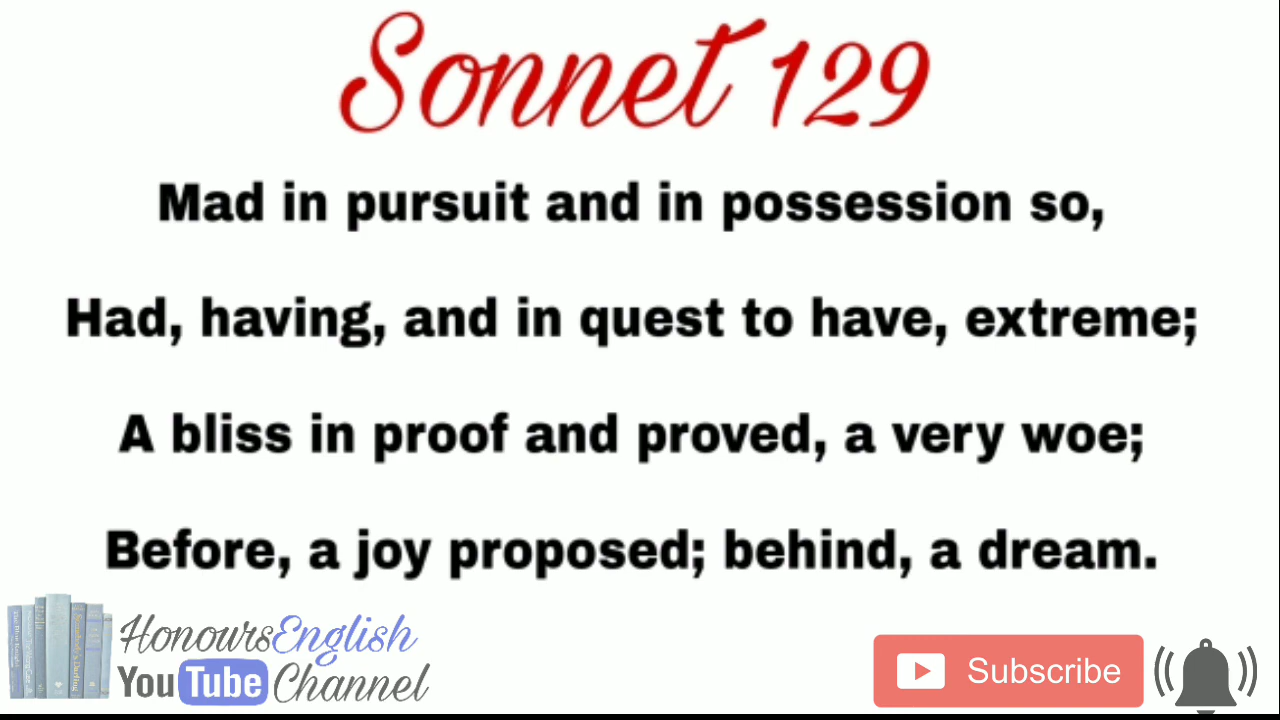 Sonnet 129
Mad in pursuit and in possession so,
Had, having, and in quest to have, extreme;
A bliss in proof and proved, a very woe;
Before, a joy proposed; behind, a dream.
HonoursEnglish
YouTube Channel
Subscribe